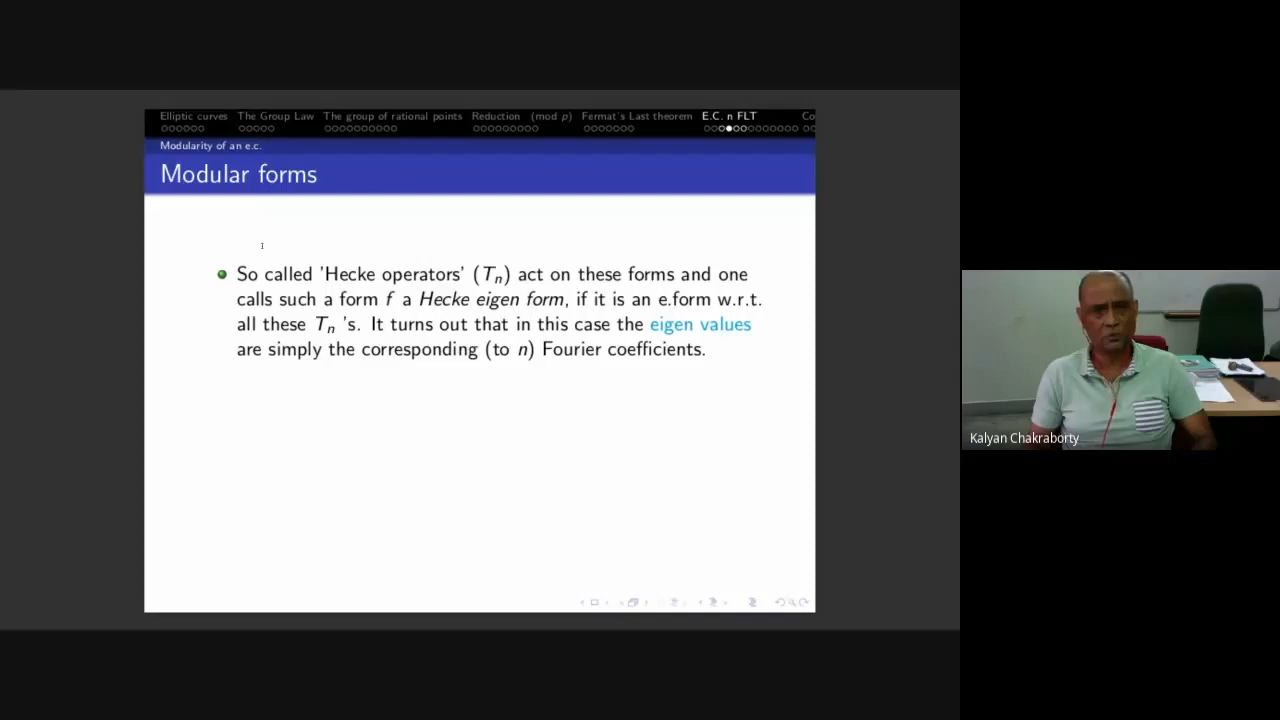 Elliptic curves The Group Law The group of rational points Reduction (mod p) Fermat's Last theorem E.C. n FLT Co
Modularity of an e.c.
Modular forms
So called 'Hecke operators' (Tn) act on these forms and one
calls such a form f a Hecke eigen form, if it is an e.form w.r.t.
all these Tn 's. It turns out that in this case the eigen values
are simply the corresponding (to n) Fourier coefficients.
Kalyan Chakraborty